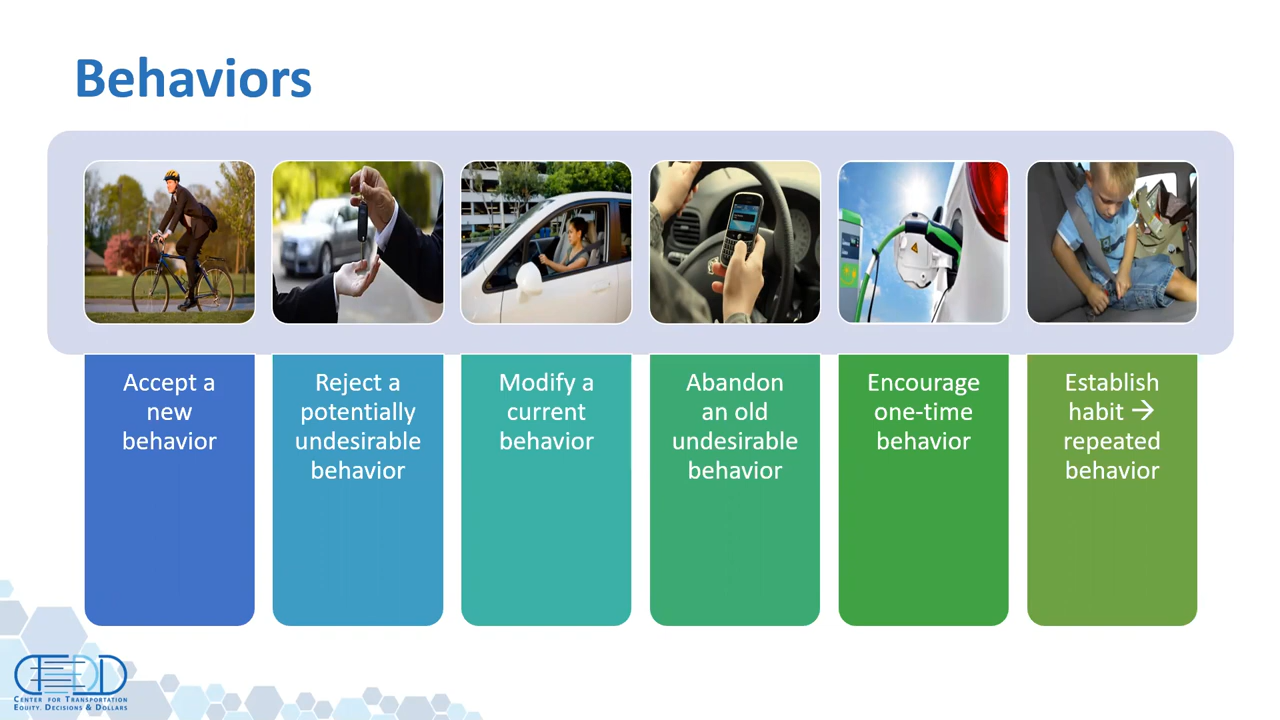 Behaviors
Accept a
new
behavior
Reject a
potentially
undesirable
behavior
Modify a
current
behavior
Abandon
an old
undesirable
behavior
Encourage
one-time
behavior
Establish
habit →
repeated
behavior
CTEDD
Center for Transportation
Equity, Decisions & Dollars